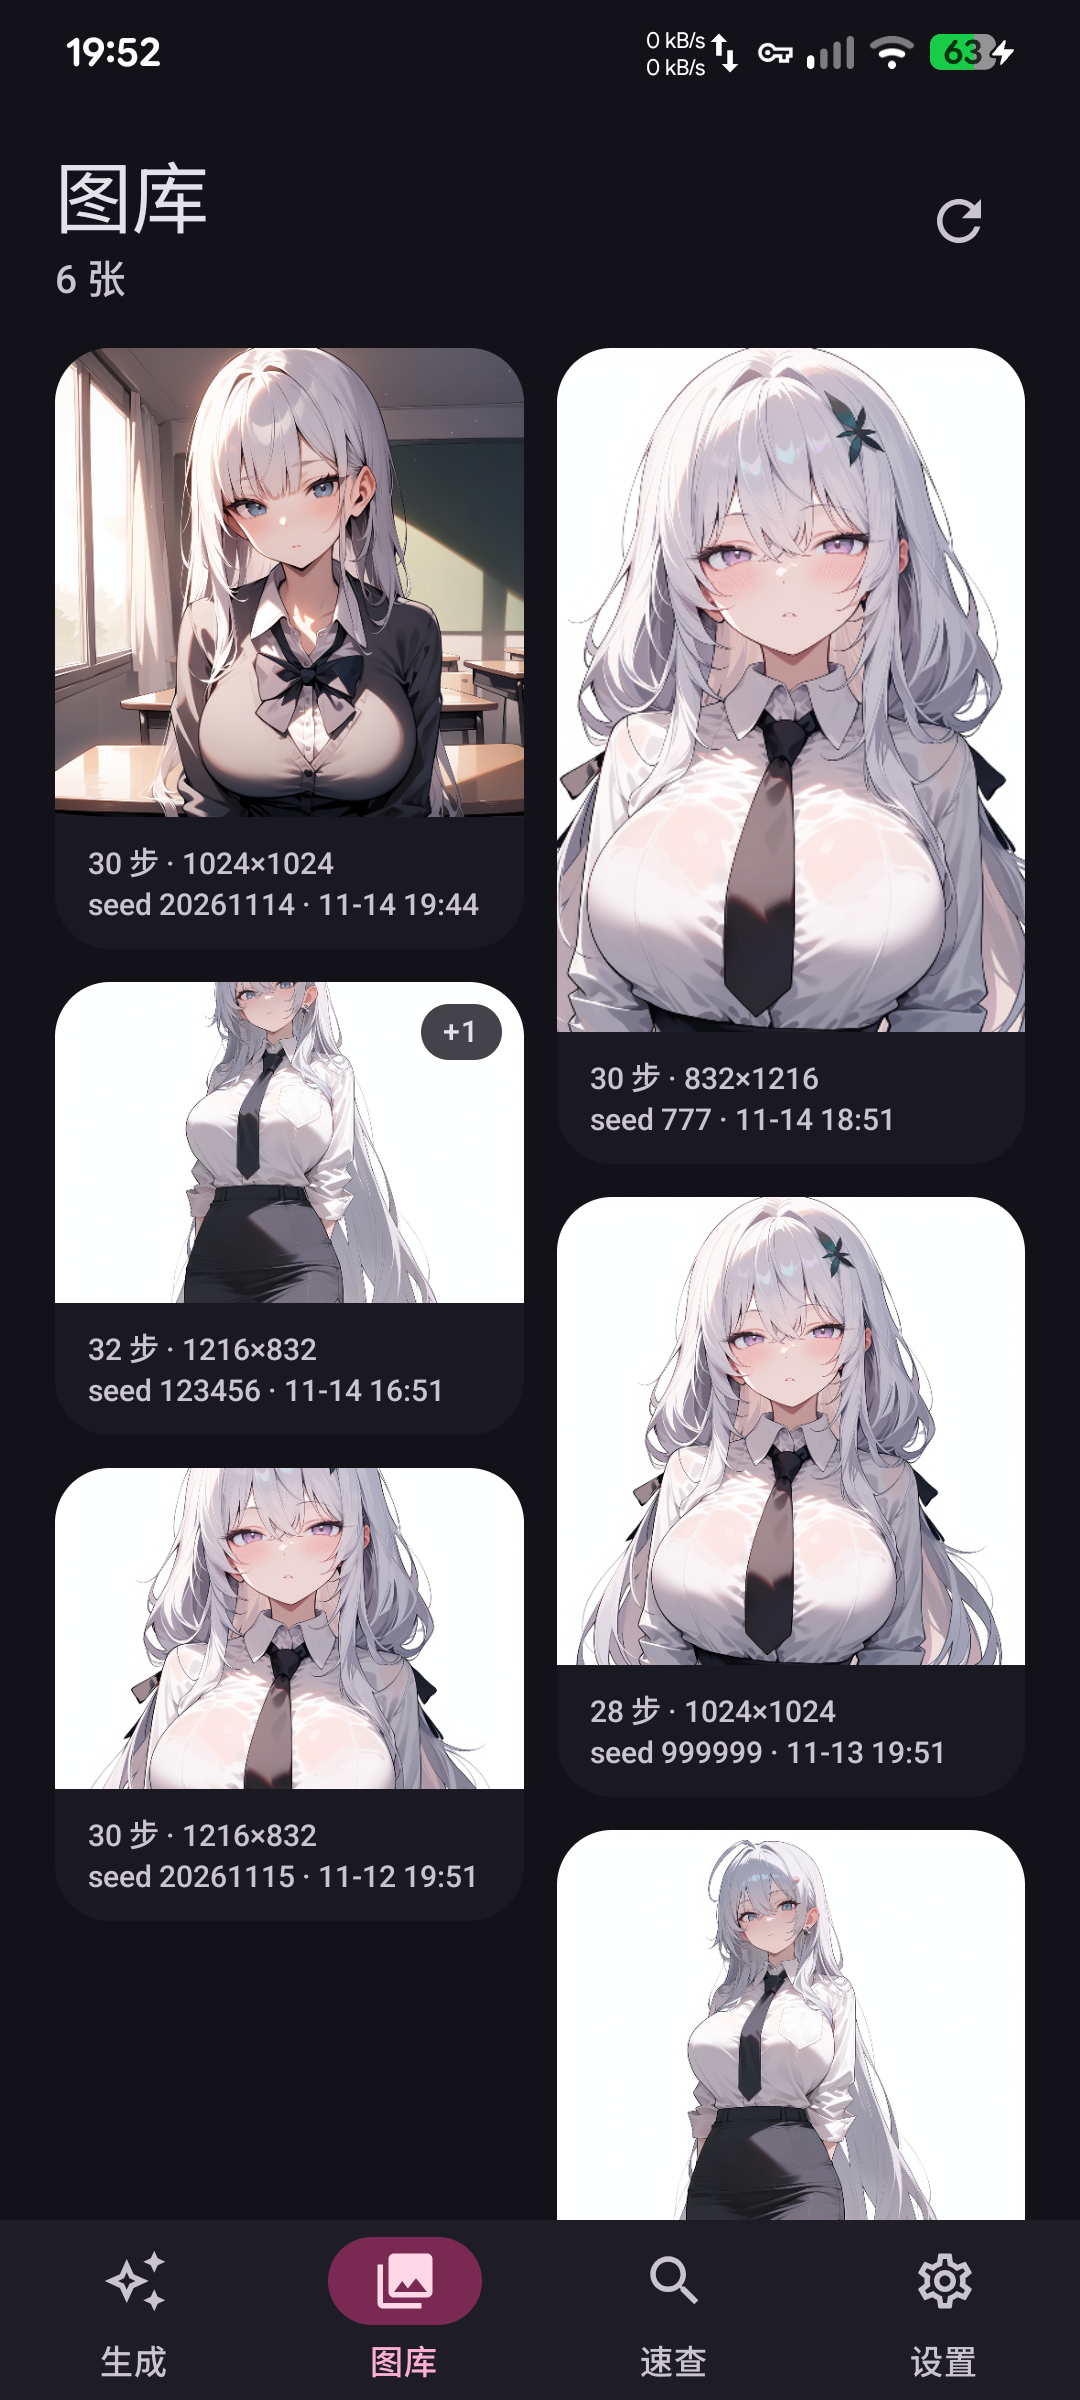 19:52
0 kB/s
0 kB/s
63
图库
6 张
30 步 · 1024×1024
seed 20261114 · 11-14 19:44
30 步 · 832×1216
seed 777 · 11-14 18:51
+1
32 步 · 1216×832
seed 123456 · 11-14 16:51
28 步 · 1024×1024
seed 999999 · 11-13 19:51
30 步 · 1216×832
seed 20261115 · 11-12 19:51
生成
图库
速查
设置